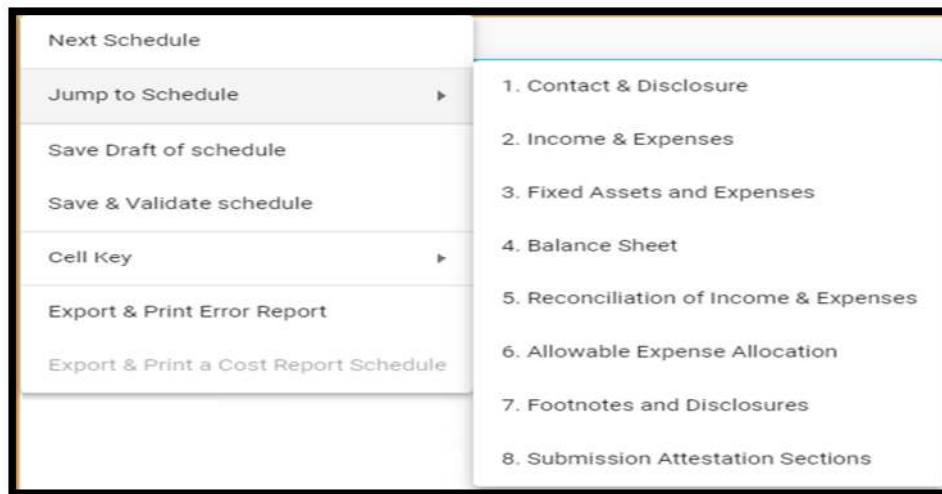 Next Schedule
Jump to Schedule
Save Draft of schedule
Save & Validate schedule
Cell Key
Export & Print Error Report
Export & Print a Cost Report Schedule
1. Contact & Disclosure
2. Income & Expenses
3. Fixed Assets and Expenses
4. Balance Sheet
5. Reconciliation of Income & Expenses
6. Allowable Expense Allocation
7. Footnotes and Disclosures
8. Submission Attestation Sections